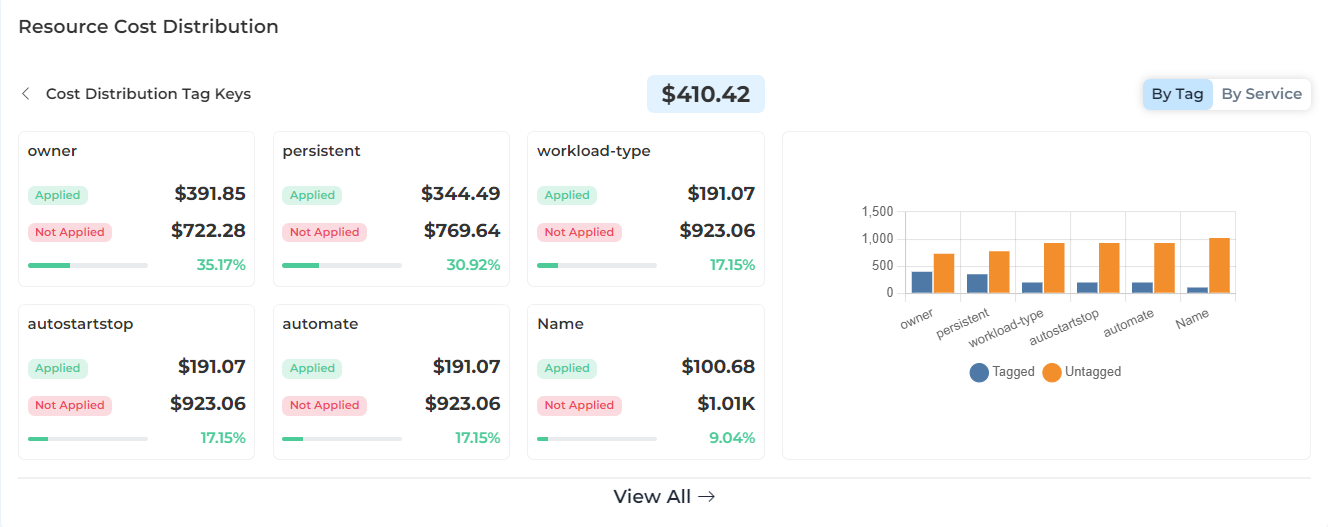 Resource Cost Distribution
Cost Distribution Tag Keys
$410.42
By Tag
By Service
owner
Applied $391.85
Not Applied $722.28
35.17%
persistent
Applied $344.49
Not Applied $769.64
30.92%
workload-type
Applied $191.07
Not Applied $923.06
17.15%
autostartstop
Applied $191.07
Not Applied $923.06
17.15%
automate
Applied $191.07
Not Applied $923.06
17.15%
Name
Applied $100.68
Not Applied $1.01K
9.04%
1,500
1,000
500
0
owner
persistent
workload-type
autostartstop
automate
Name
Tagged Untagged
View All →